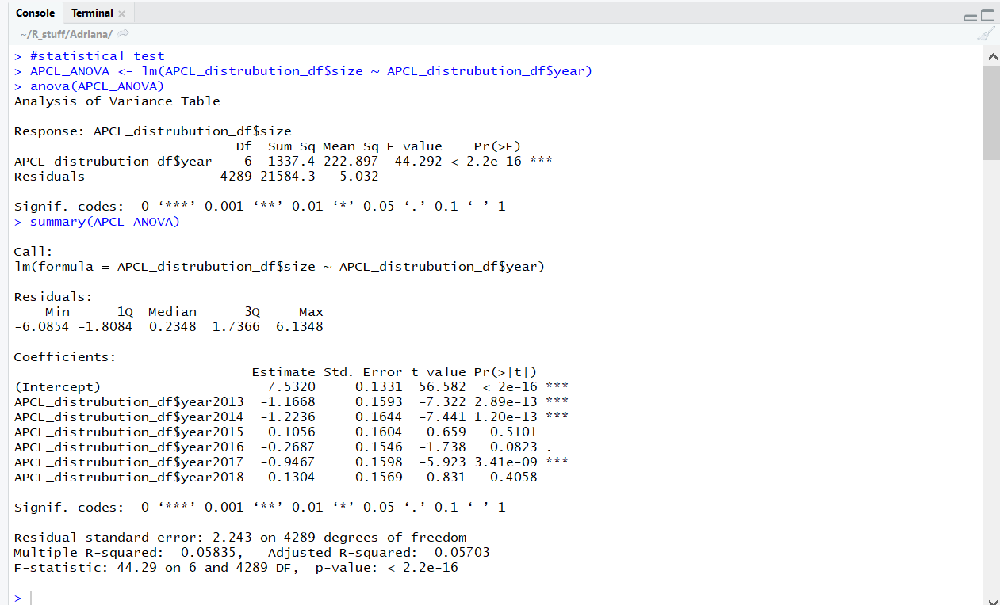 Console Terminal
~/R_stuff/Adriana/
> #statistical test
> APCL_ANOVA <- lm(APCL_distrubution_df$size ~ APCL_distrubution_df$year)
> anova(APCL_ANOVA)
Analysis of Variance Table
Response: APCL_distrubution_df$size
Df Sum Sq Mean Sq F value Pr(>F)
APCL_distrubution_df$year 6 1337.4 222.897 44.292 < 2.2e-16 ***
Residuals 4289 21584.3 5.032
---
Signif. codes: 0 ‘***’ 0.001 ‘**’ 0.01 ‘*’ 0.05 ‘.’ 0.1 ‘ ’ 1
> summary(APCL_ANOVA)
Call:
lm(formula = APCL_distrubution_df$size ~ APCL_distrubution_df$year)
Residuals:
Min 1Q Median 3Q Max
-6.0854 -1.8084 0.2348 1.7366 6.1348
Coefficients:
Estimate Std. Error t value Pr(>|t|)
(Intercept) 7.5320 0.1331 56.582 < 2e-16 ***
APCL_distrubution_df$year2013 -1.1668 0.1593 -7.322 2.89e-13 ***
APCL_distrubution_df$year2014 -1.2236 0.1644 -7.441 1.20e-13 ***
APCL_distrubution_df$year2015 0.1056 0.1604 0.659 0.5101
APCL_distrubution_df$year2016 -0.2687 0.1546 -1.738 0.0823 .
APCL_distrubution_df$year2017 -0.9467 0.1598 -5.923 3.41e-09 ***
APCL_distrubution_df$year2018 0.1304 0.1569 0.831 0.4058
---
Signif. codes: 0 ‘***’ 0.001 ‘**’ 0.01 ‘*’ 0.05 ‘.’ 0.1 ‘ ’ 1
Residual standard error: 2.243 on 4289 degrees of freedom
Multiple R-squared: 0.05835, Adjusted R-squared: 0.05703
F-statistic: 44.29 on 6 and 4289 DF, p-value: < 2.2e-16
>